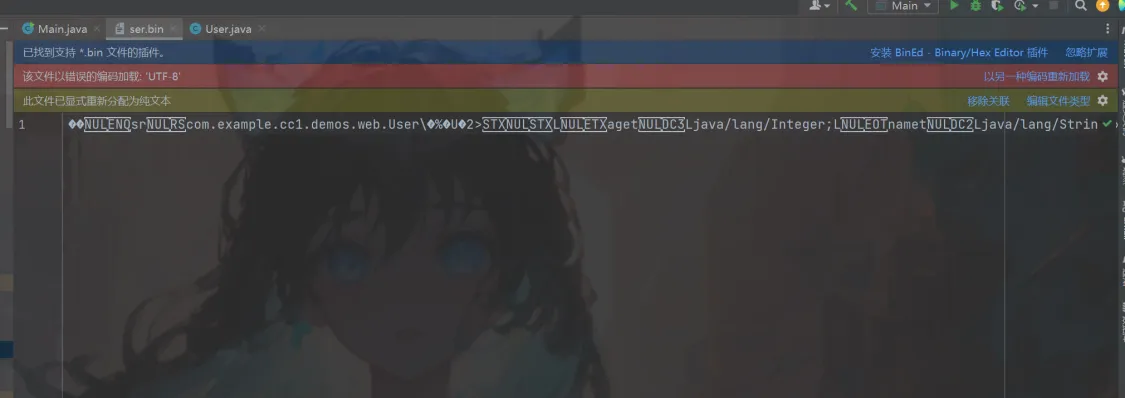 Main
Main.java
ser.bin
User.java
已找到支持 *.bin 文件的插件。
安装 BinEd - Binary/Hex Editor 插件
忽略扩展
该文件以错误的编码加载: 'UTF-8'
以另一种编码重新加载
此文件已显式重新分配为纯文本
移除关联
编辑文件类型
1
��NULENQsrNULRScom.example.cc1.demos.web.User\�%�U�2>STXNULSTXLNULETXagetNULDC3Ljava/lang/Integer;LNULEOTnametNULDC2Ljava/lang/Strin